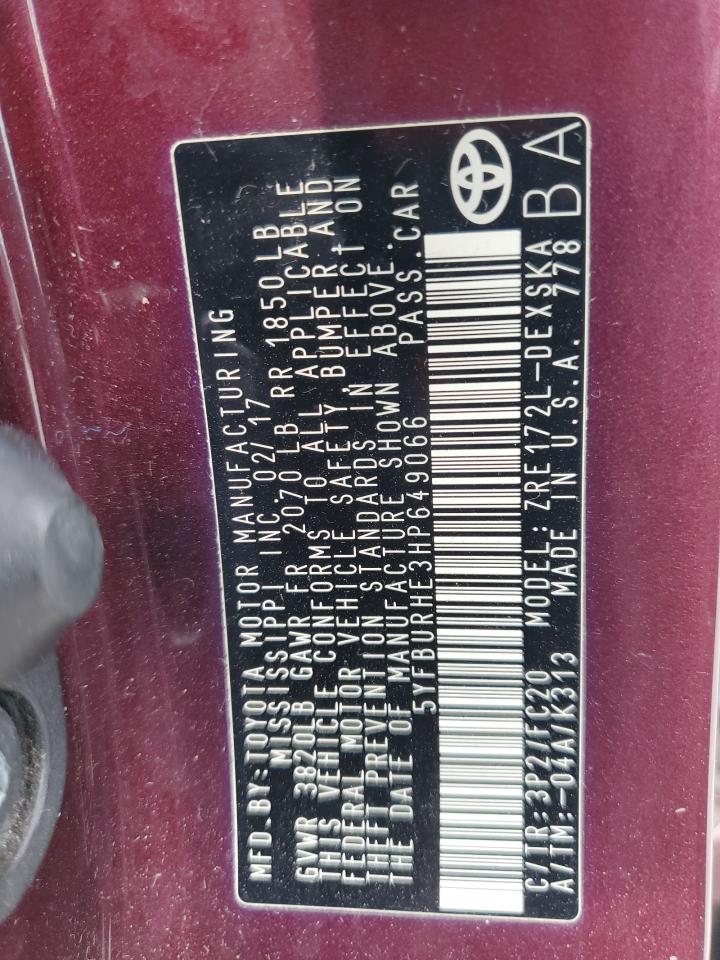 MFD.BY:TOYOTA MOTOR MANUFACTURING
MISSISSIPPI INC. 02/17
GVWR 3820LB GAWR FR 2070 LB RR 1850 LB
THIS VEHICLE CONFORMS TO ALL APPLICABLE
FEDERAL MOTOR VEHICLE SAFETY, BUMPER, AND
THEFT PREVENTION STANDARDS IN EFFECT ON
THE DATE OF MANUFACTURE SHOWN ABOVE.
5YFBURHE3HP649066 PASS.CAR
C/TR:3P2/FC20 MODEL: ZRE172L-DEXSKA
A/TM:-04A/K313 MADE IN U.S.A. 778
BA